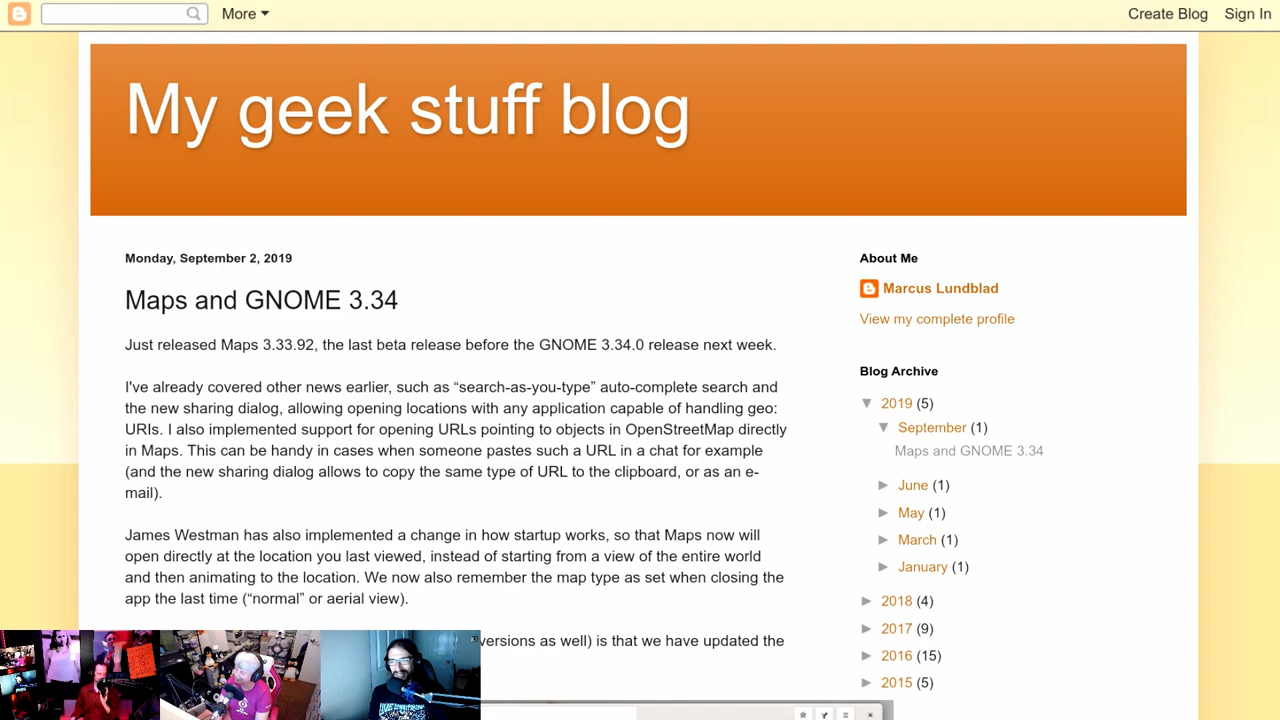 More
Create Blog
Sign In
My geek stuff blog
Monday, September 2, 2019
Maps and GNOME 3.34
Just released Maps 3.33.92, the last beta release before the GNOME 3.34.0 release next week.
I've already covered other news earlier, such as “search-as-you-type” auto-complete search and
the new sharing dialog, allowing opening locations with any application capable of handling geo:
URIs. I also implemented support for opening URLs pointing to objects in OpenStreetMap directly
in Maps. This can be handy in cases when someone pastes such a URL in a chat for example
(and the new sharing dialog allows to copy the same type of URL to the clipboard, or as an e-
mail).
James Westman has also implemented a change in how startup works, so that Maps now will
open directly at the location you last viewed, instead of starting from a view of the entire world
and then animating to the location. We now also remember the map type as set when closing the
app the last time (“normal” or aerial view).
versions as well) is that we have updated the
About Me
Marcus Lundblad
View my complete profile
Blog Archive
▼ 2019 (5)
▼ September (1)
Maps and GNOME 3.34
► June (1)
► May (1)
► March (1)
► January (1)
► 2018 (4)
► 2017 (9)
► 2016 (15)
► 2015 (5)